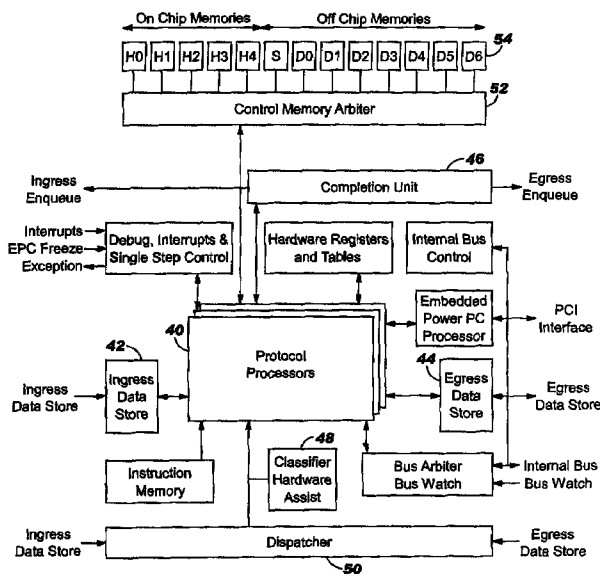 On Chip Memories Off Chip Memories
H0 H1 H2 H3 H4 S D0 D1 D2 D3 D4 D5 D6 54
52
Control Memory Arbiter
46
Ingress
Enqueue
Completion Unit
Egress
Enqueue
Interrupts
EPC Freeze
Exception
Debug, Interrupts &
Single Step Control
Hardware Registers
and Tables
Internal Bus
Control
Embedded
Power PC
Processor
PCI
Interface
40
Protocol
Processors
42
Ingress
Data Store
Ingress
Data
Store
44
Egress
Data
Store
Egress
Data Store
Instruction
Memory
48
Classifier
Hardware
Assist
Bus Arbiter
Bus Watch
Internal Bus
Bus Watch
Ingress
Data Store
Dispatcher
Egress
Data Store
50